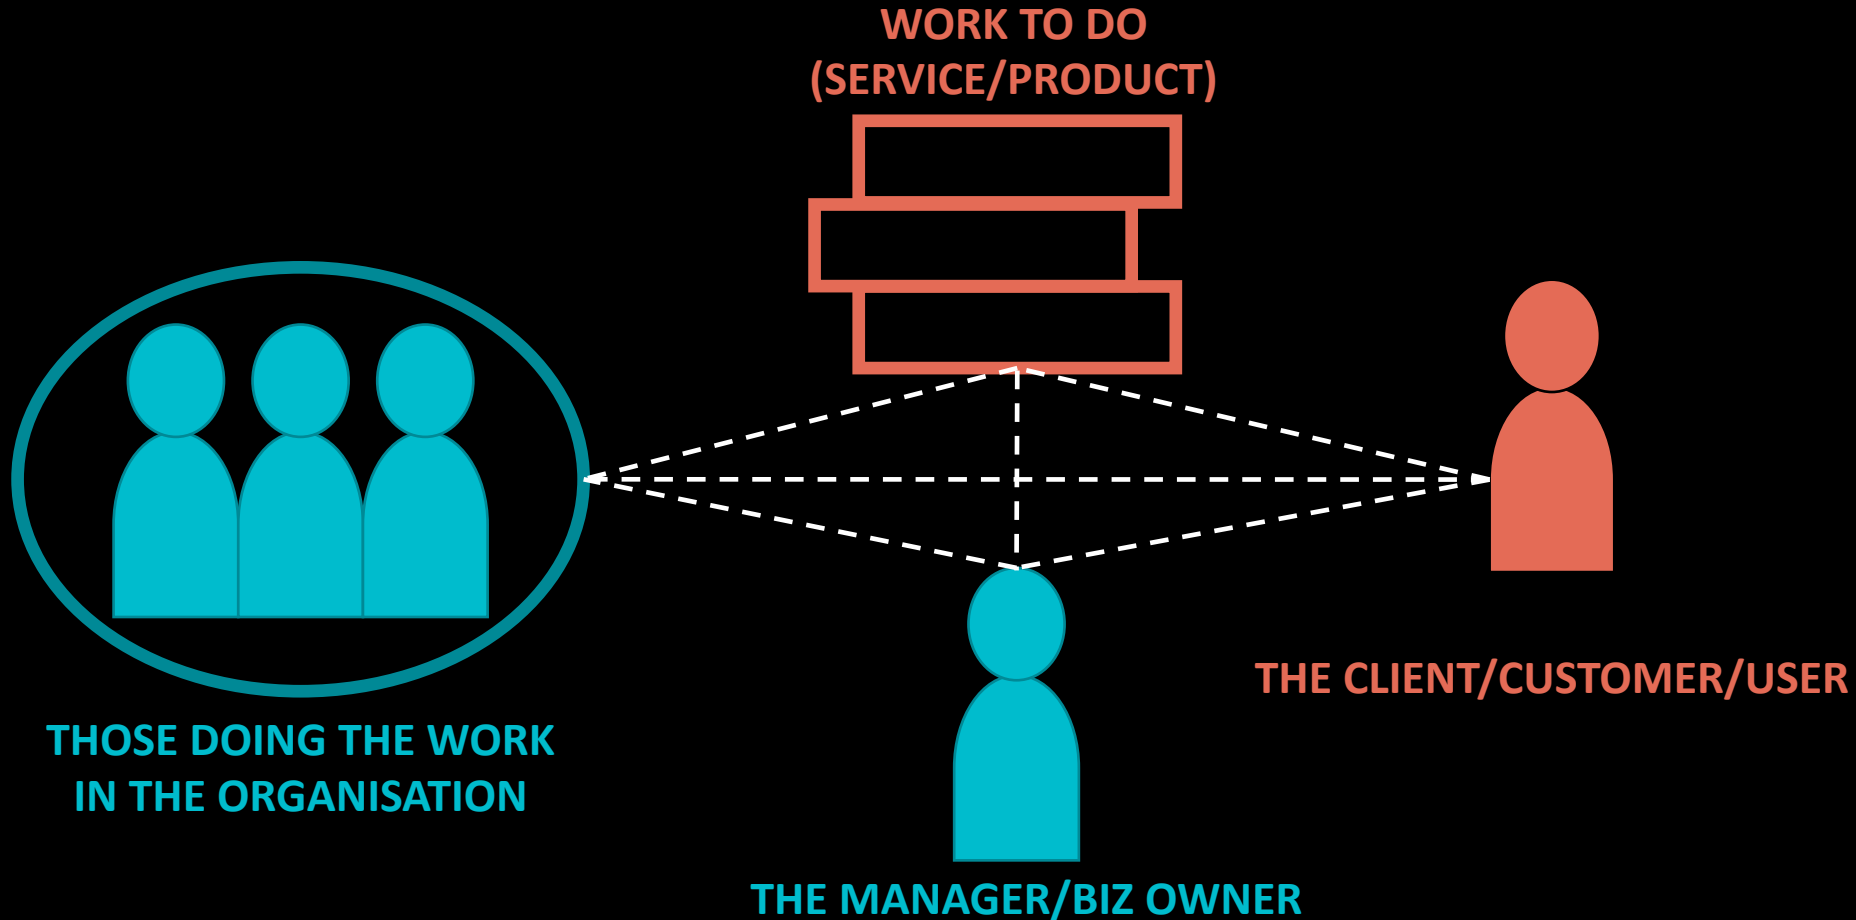 WORK TO DO
(SERVICE/PRODUCT)
THE CLIENT/CUSTOMER/USER
THOSE DOING THE WORK
IN THE ORGANISATION
THE MANAGER/BIZ OWNER